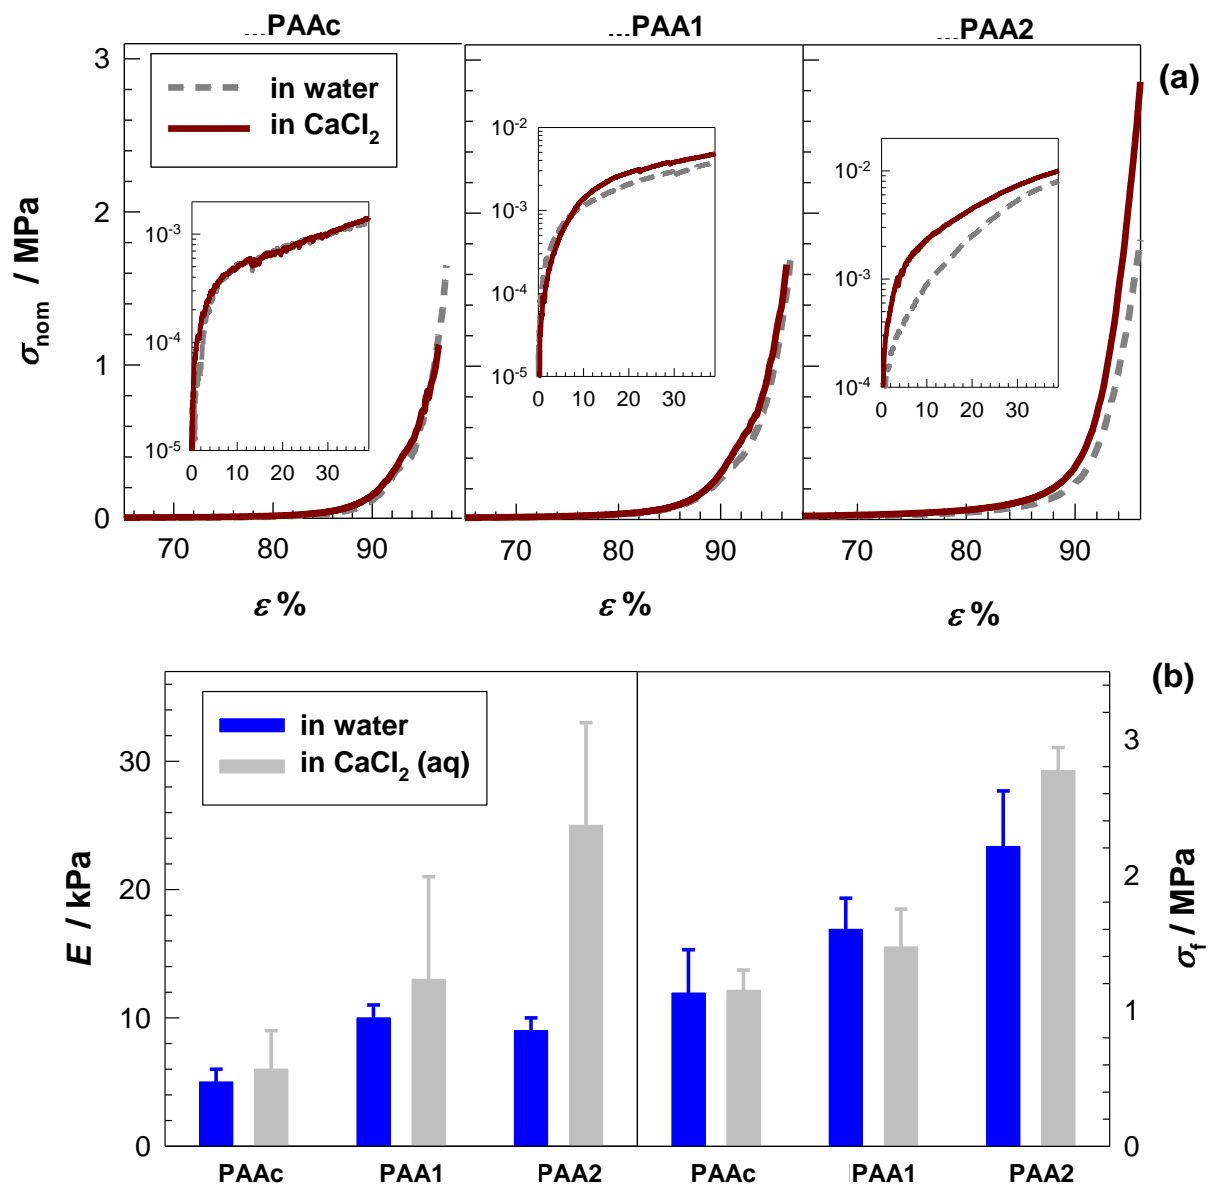 ...PAAc ...PAA1 ...PAA2
(a)
in water
in CaCl₂
σnom / MPa
3
2
1
0
10⁻³
10⁻⁴
10⁻⁵
0 10 20 30
10⁻²
10⁻³
10⁻⁴
10⁻⁵
0 10 20 30
10⁻²
10⁻³
10⁻⁴
0 10 20 30
70 80 90 70 80 90 70 80 90
ε % ε % ε %
(b)
in water
in CaCl₂ (aq)
E / kPa
30
20
10
0
3
2
1
0
σf / MPa
PAAc PAA1 PAA2 PAAc PAA1 PAA2